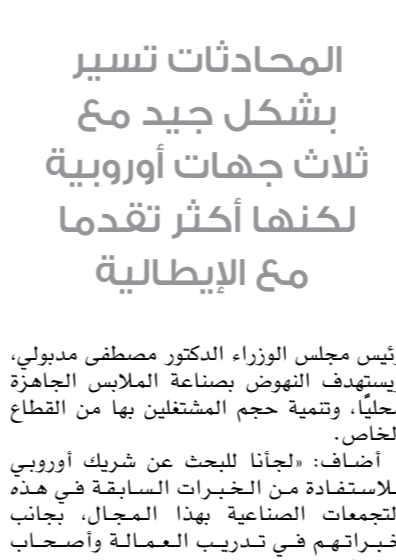 المحادثات تسير
بشكل جيد مع
ثلاث جهات أوروبية
لكنها أكثر تقدما
مع الإيطالية
رئيس مجلس الوزراء الدكتور مصطفى مدبولي،
ويستهدف النهوض بصناعة الملابس الجاهزة
محليًا، وتنمية حجم المشتغلين بها من القطاع
الخاص.
أضاف: «لجأنا للبحث عن شريك أوروبي
للاستفادة من الخبرات السابقة في هذه
التجمعات الصناعية بهذا المجال، بجانب
خبراتهم في تدريب العمالة وأصحاب